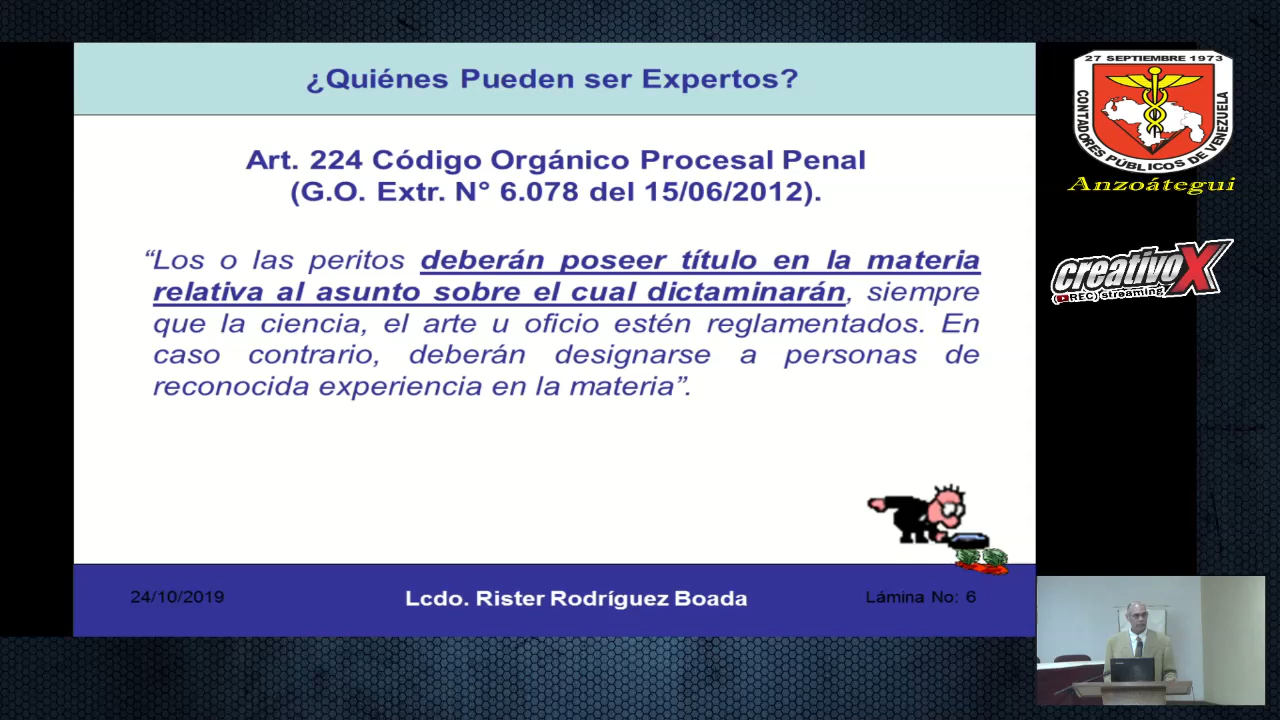 ¿Quiénes Pueden ser Expertos?
Art. 224 Código Orgánico Procesal Penal
(G.O. Extr. N° 6.078 del 15/06/2012).
“Los o las peritos deberán poseer título en la materia
relativa al asunto sobre el cual dictaminarán, siempre
que la ciencia, el arte u oficio estén reglamentados. En
caso contrario, deberán designarse a personas de
reconocida experiencia en la materia”.
24/10/2019
Lcdo. Rister Rodríguez Boada
Lámina No: 6
27 SEPTIEMBRE 1973
CONTADORES PÚBLICOS DE VENEZUELA
Anzoátegui
creativoX
(REC) streaming